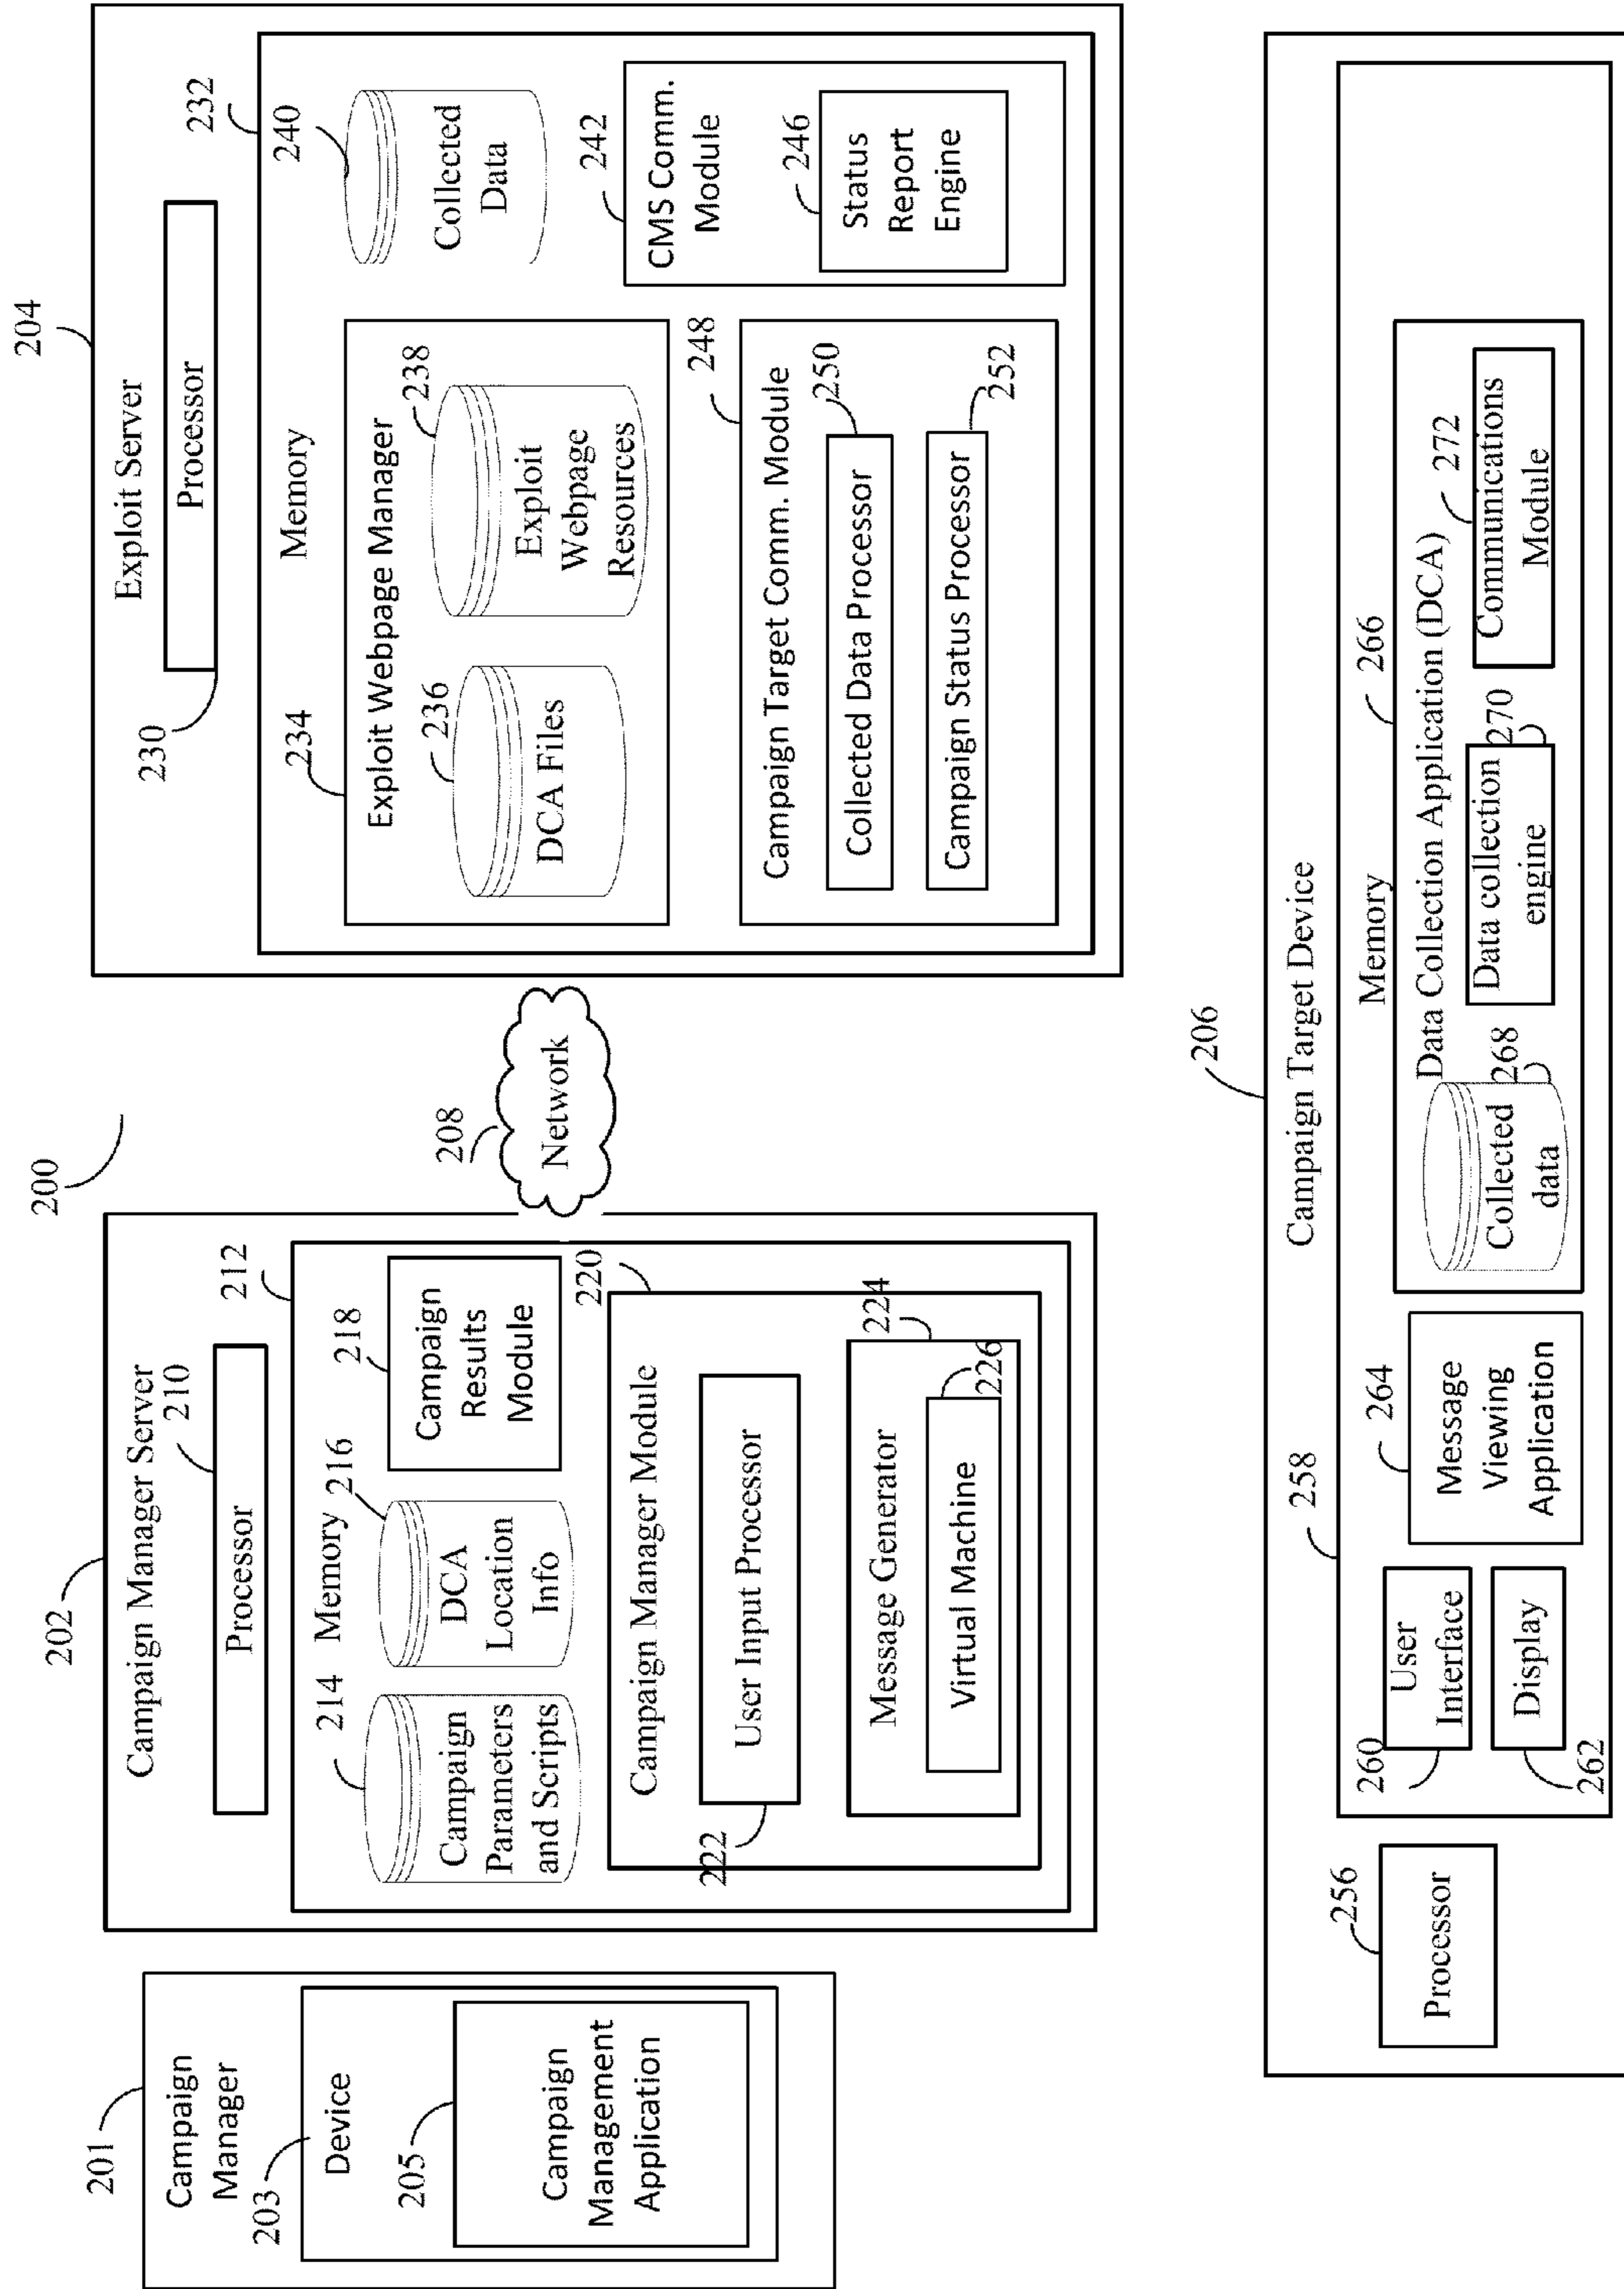 200
201
Campaign
Manager
203
Device
205
Campaign
Management
Application
202
Campaign Manager Server
210
Processor
212
Memory
214
Campaign
Parameters
and Scripts
216
DCA
Location
Info
218
Campaign
Results
Module
220
Campaign Manager Module
222
User Input Processor
224
Message Generator
226
Virtual Machine
208
Network
204
Exploit Server
230
Processor
232
Memory
234
Exploit Webpage Manager
236
DCA Files
238
Exploit
Webpage
Resources
240
Collected
Data
248
Campaign Target Comm. Module
250
Collected Data Processor
252
Campaign Status Processor
242
CMS Comm.
Module
246
Status
Report
Engine
206
Campaign Target Device
256
Processor
258
Memory
260
User
Interface
262
Display
264
Message
Viewing
Application
266
Data Collection Application (DCA)
268
Collected
data
270
Data collection
engine
272
Communications
Module